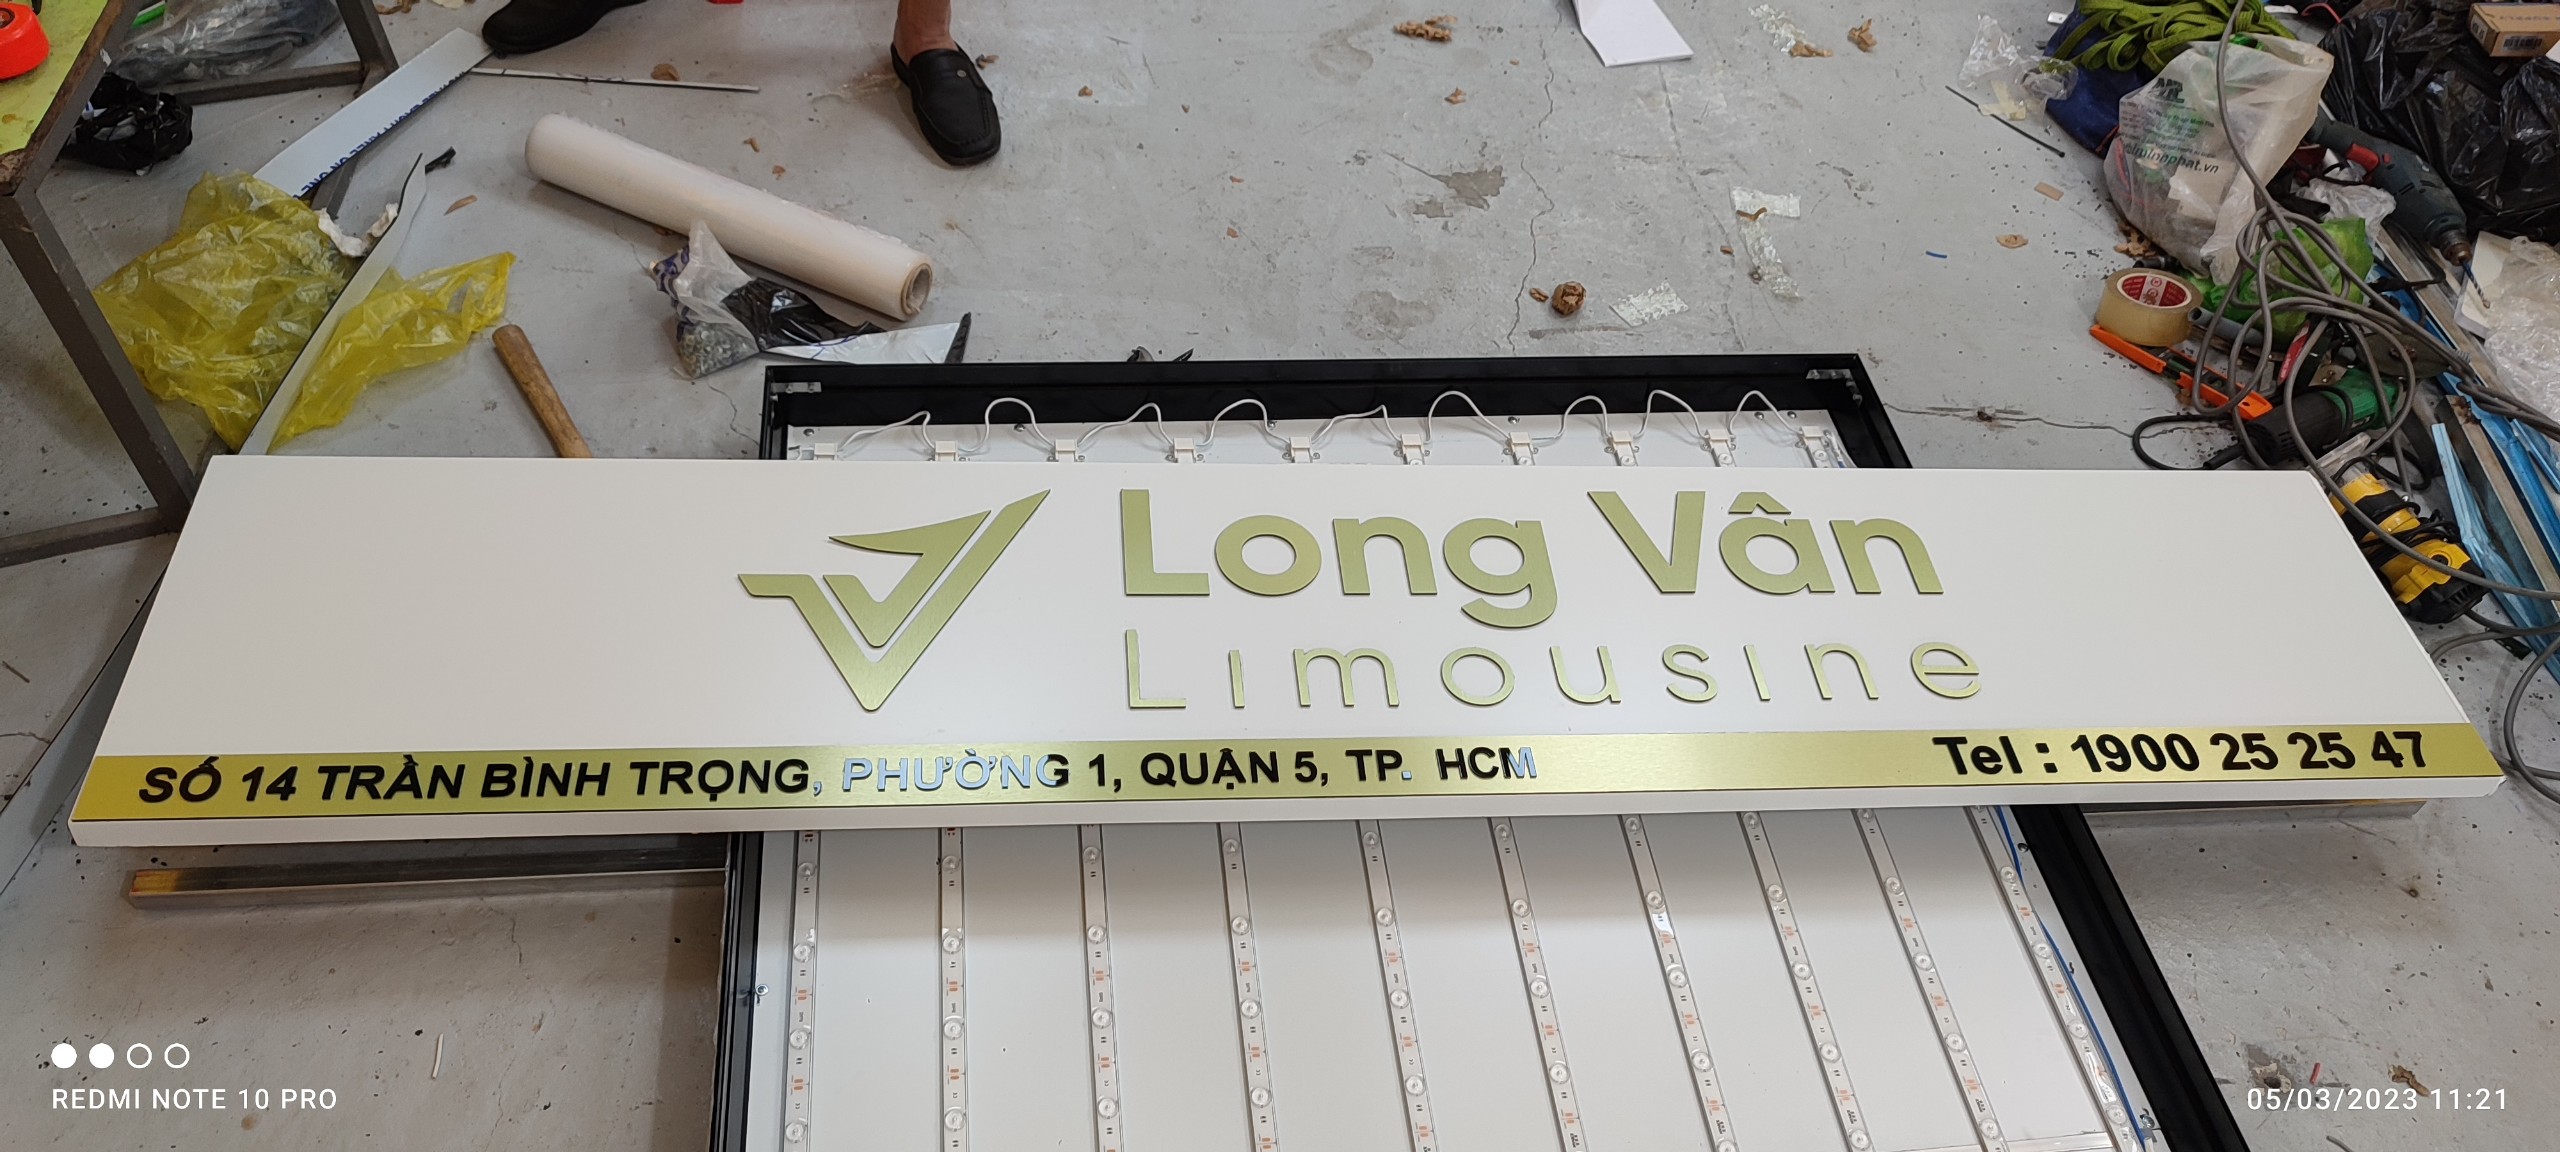 Long Vân
Limousine
SỐ 14 TRẦN BÌNH TRỌNG, PHƯỜNG 1, QUẬN 5, TP. HCM
Tel : 1900 25 25 47
REDMI NOTE 10 PRO
05/03/2023 11:21